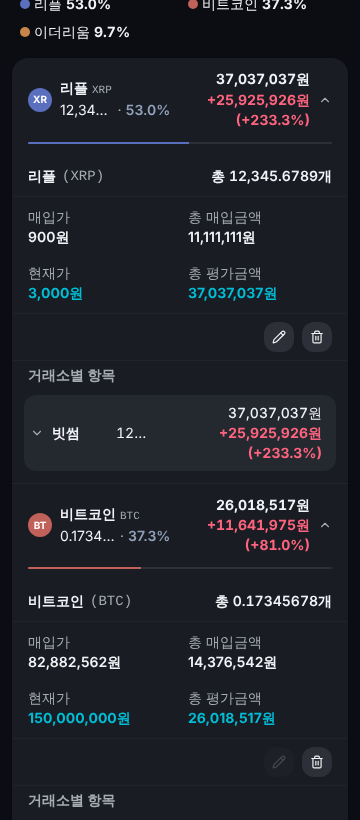 리플 53.0% 비트코인 37.3%
이더리움 9.7%
XR
리플 XRP
12,34... · 53.0%
37,037,037원
+25,925,926원
(+233.3%)
리플 (XRP) 총 12,345.6789개
매입가 총 매입금액
900원 11,111,111원
현재가 총 평가금액
3,000원 37,037,037원
거래소별 항목
빗썸 12...
37,037,037원
+25,925,926원
(+233.3%)
BT
비트코인 BTC
0.1734... · 37.3%
26,018,517원
+11,641,975원
(+81.0%)
비트코인 (BTC) 총 0.17345678개
매입가 총 매입금액
82,882,562원 14,376,542원
현재가 총 평가금액
150,000,000원 26,018,517원
거래소별 항목